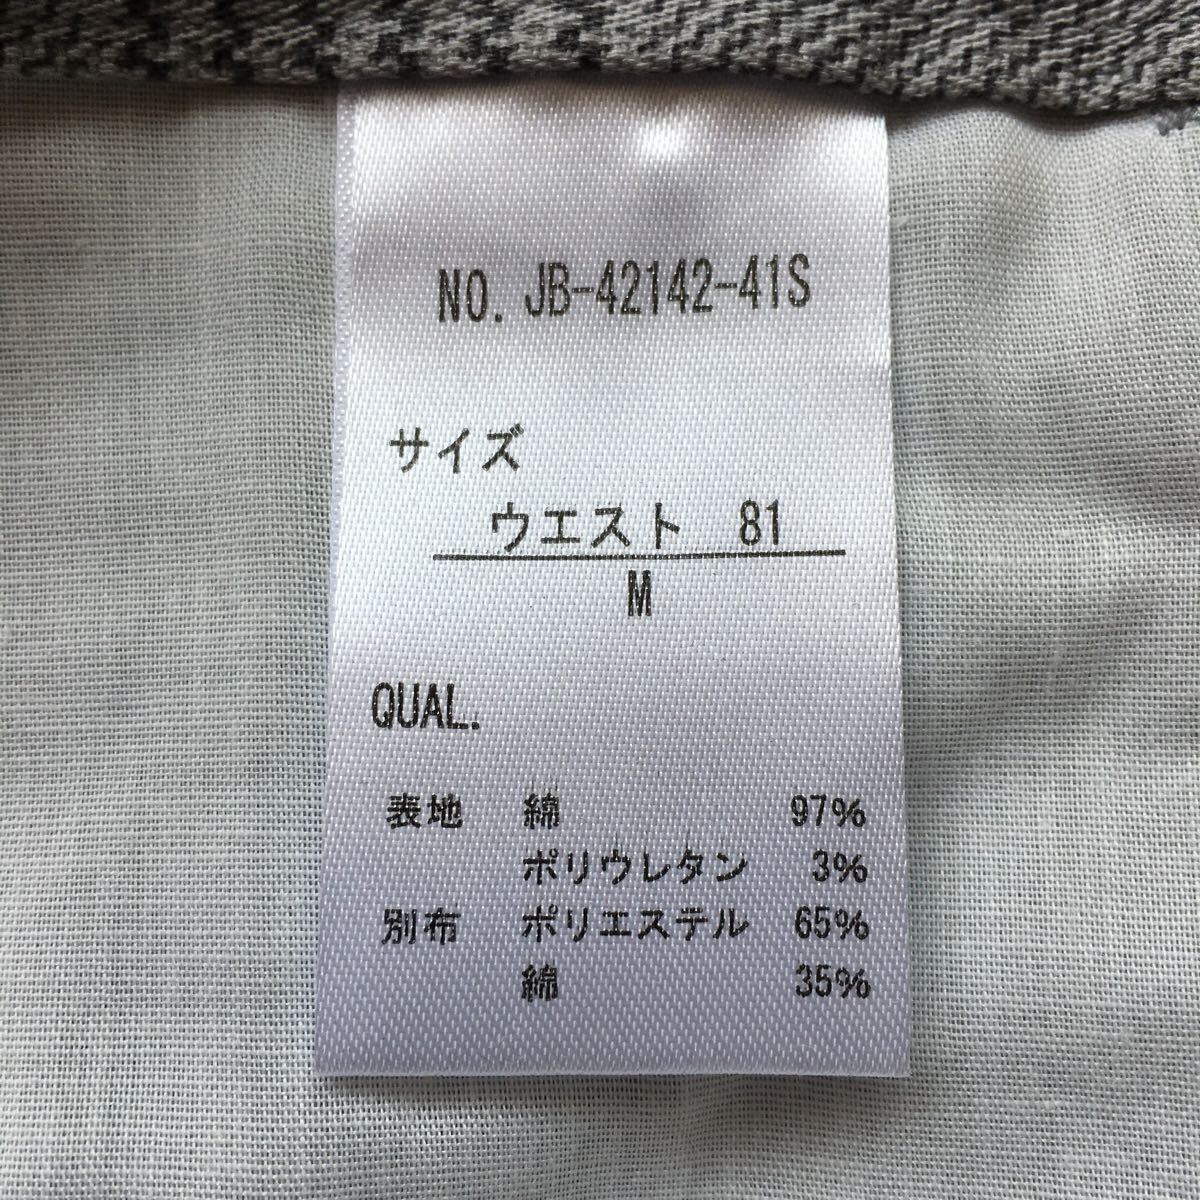 NO. JB-42142-41S
サイズ
ウエスト 81
M
QUAL.
表地 綿 97%
ポリウレタン 3%
別布 ポリエステル 65%
綿 35%